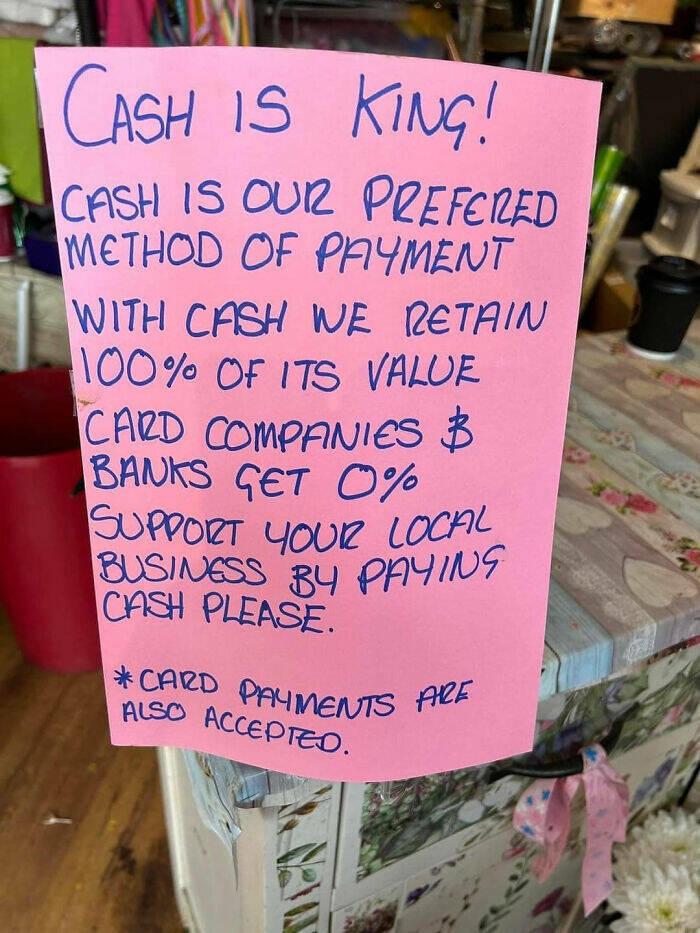 CASH IS KING!
CASH IS OUR PREFERED
METHOD OF PAYMENT
WITH CASH WE RETAIN
100% OF ITS VALUE
CARD COMPANIES &
BANKS GET 0%
SUPPORT YOUR LOCAL
BUSINESS BY PAYING
CASH PLEASE.
*CARD PAYMENTS ARE
ALSO ACCEPTED.